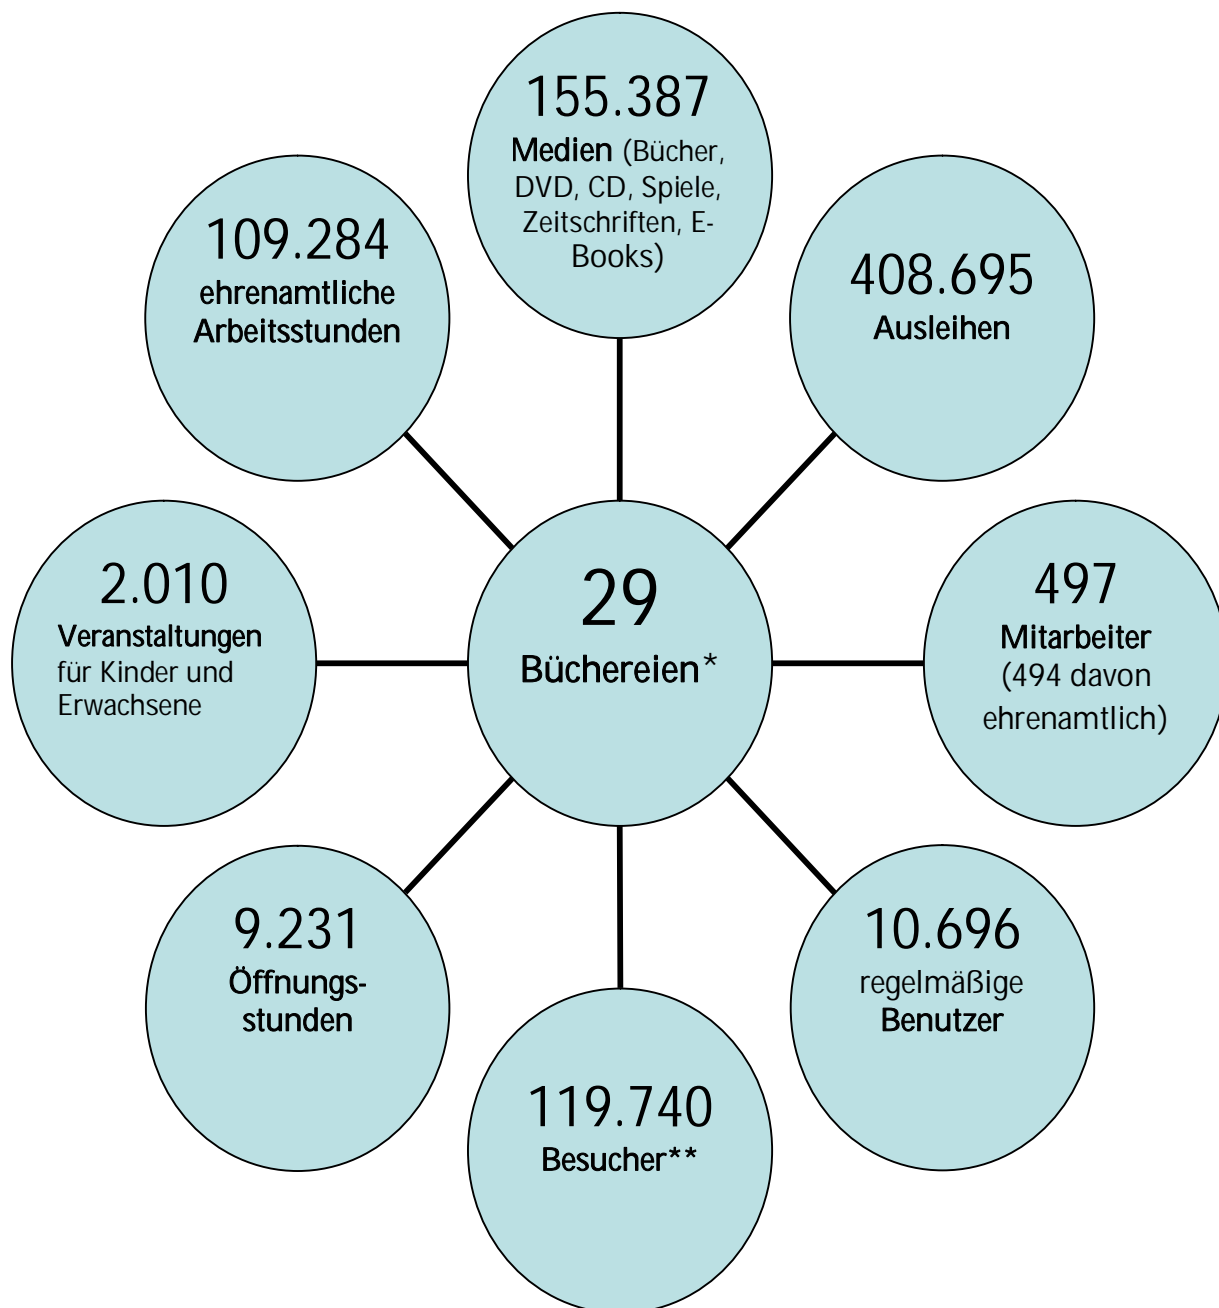 155.387
Medien (Bücher,
DVD, CD, Spiele,
Zeitschriften, E-
Books)
109.284
ehrenamtliche
Arbeitsstunden
408.695
Ausleihen
2.010
Veranstaltungen
für Kinder und
Erwachsene
29
Büchereien*
497
Mitarbeiter
(494 davon
ehrenamtlich)
9.231
Öffnungs-
stunden
10.696
regelmäßige
Benutzer
119.740
Besucher**